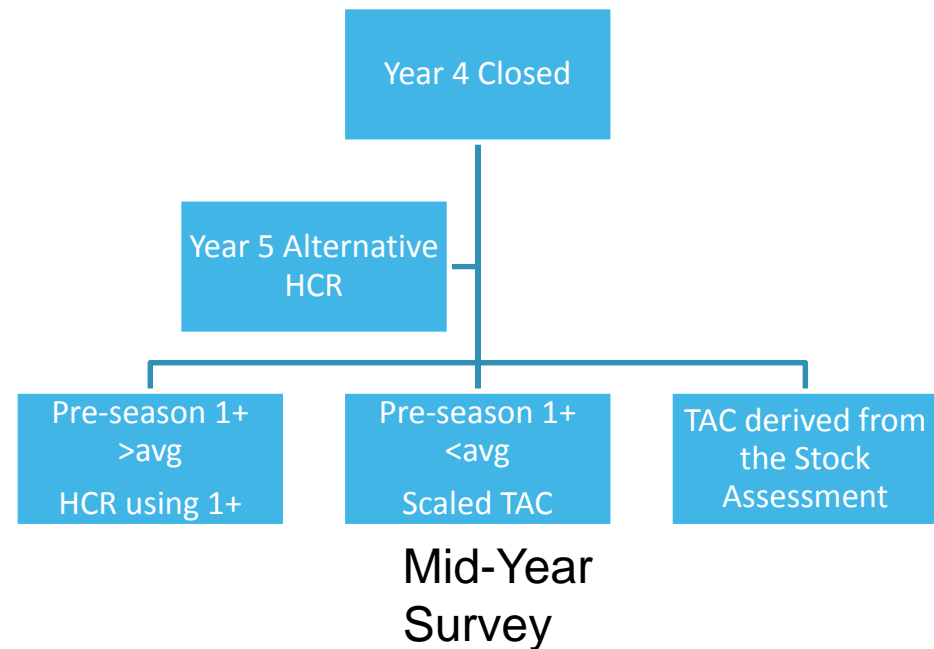 Year 4 Closed
Year 5 Alternative
HCR
Pre-season 1+
>avg
HCR using 1+
Pre-season 1+
<avg
Scaled TAC
TAC derived from
the Stock
Assessment
Mid-Year
Survey